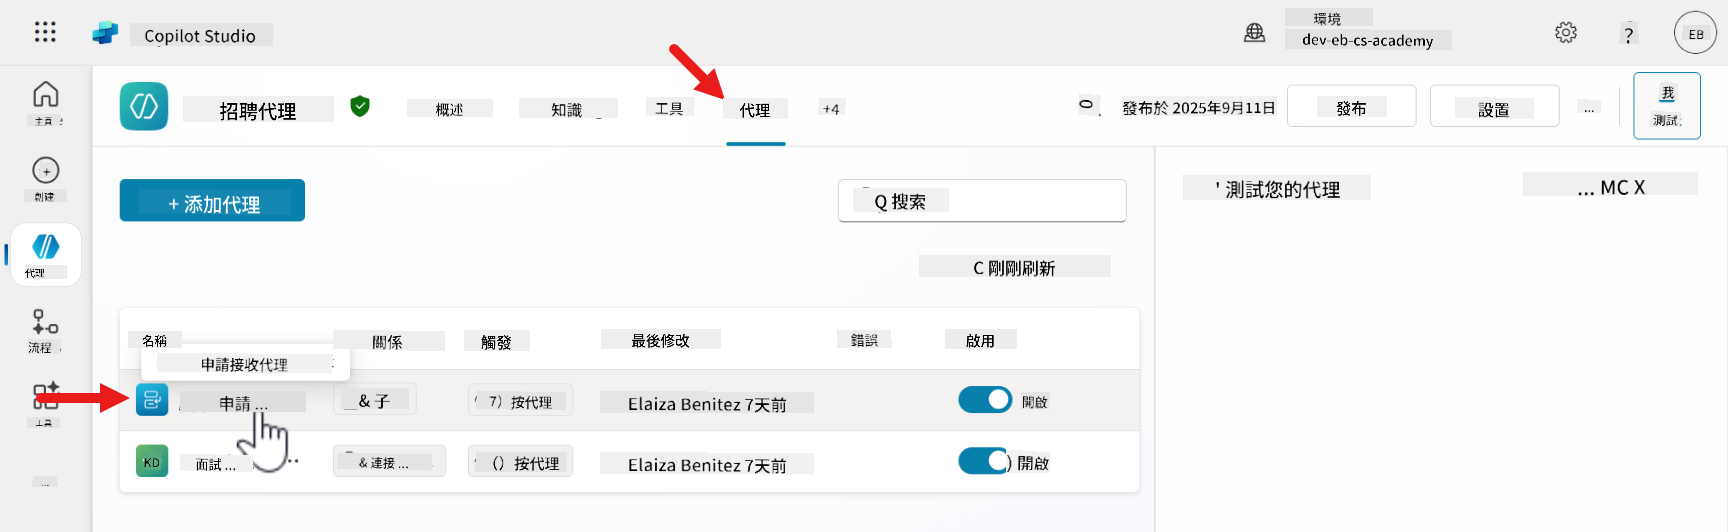 Copilot Studio
環境
dev-eb-cs-academy
?
EB
主頁
創建
代理
流程
工具
...
招聘代理
概述
知識
工具
代理
+4
發布於 2025年9月11日
發布
設置
...
我
測試:
+ 添加代理
Q 搜索
C 剛剛刷新
名稱
關係
觸發
最後修改
錯誤
啟用
申請接收代理
申請 ...
& 子
7) 按代理
Elaiza Benitez 7天前
開啟
KD
面試 ...
& 連接 ...
() 按代理
Elaiza Benitez 7天前
) 開啟
' 測試您的代理
... MC X